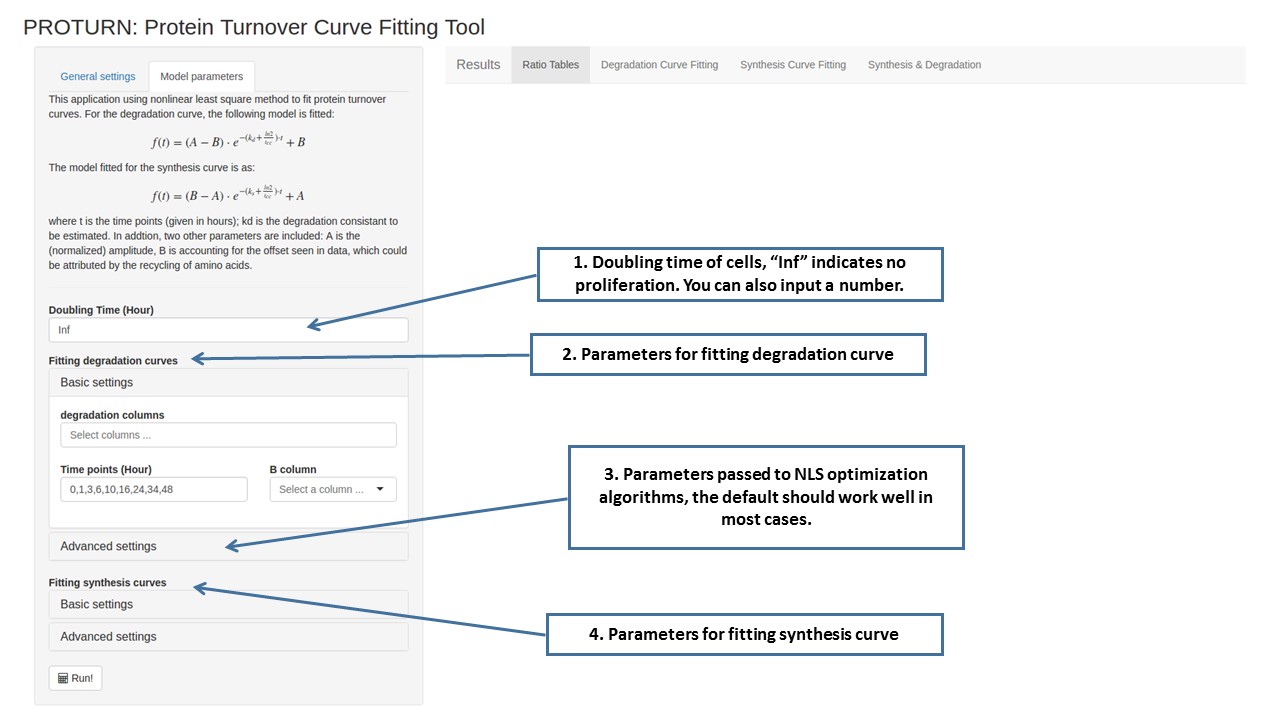 PROTURN: Protein Turnover Curve Fitting Tool
General settings
Model parameters
This application using nonlinear least square method to fit protein turnover
curves. For the degradation curve, the following model is fitted:
f(t) = (A − B) · e^{−(k_d + ln2/t_cc)·t} + B
The model fitted for the synthesis curve is as:
f(t) = (B − A) · e^{−(k_s + ln2/t_cc)·t} + A
where t is the time points (given in hours); kd is the degradation consistant to
be estimated. In addtion, two other parameters are included: A is the
(normalized) amplitude, B is accounting for the offset seen in data, which could
be attributed by the recycling of amino acids.
Doubling Time (Hour)
Inf
Fitting degradation curves
Basic settings
degradation columns
Select columns ...
Time points (Hour)
B column
0,1,3,6,10,16,24,34,48
Select a column ...
Advanced settings
Fitting synthesis curves
Basic settings
Advanced settings
Run!
Results
Ratio Tables
Degradation Curve Fitting
Synthesis Curve Fitting
Synthesis & Degradation
1. Doubling time of cells, “Inf” indicates no
proliferation. You can also input a number.
2. Parameters for fitting degradation curve
3. Parameters passed to NLS optimization
algorithms, the default should work well in
most cases.
4. Parameters for fitting synthesis curve